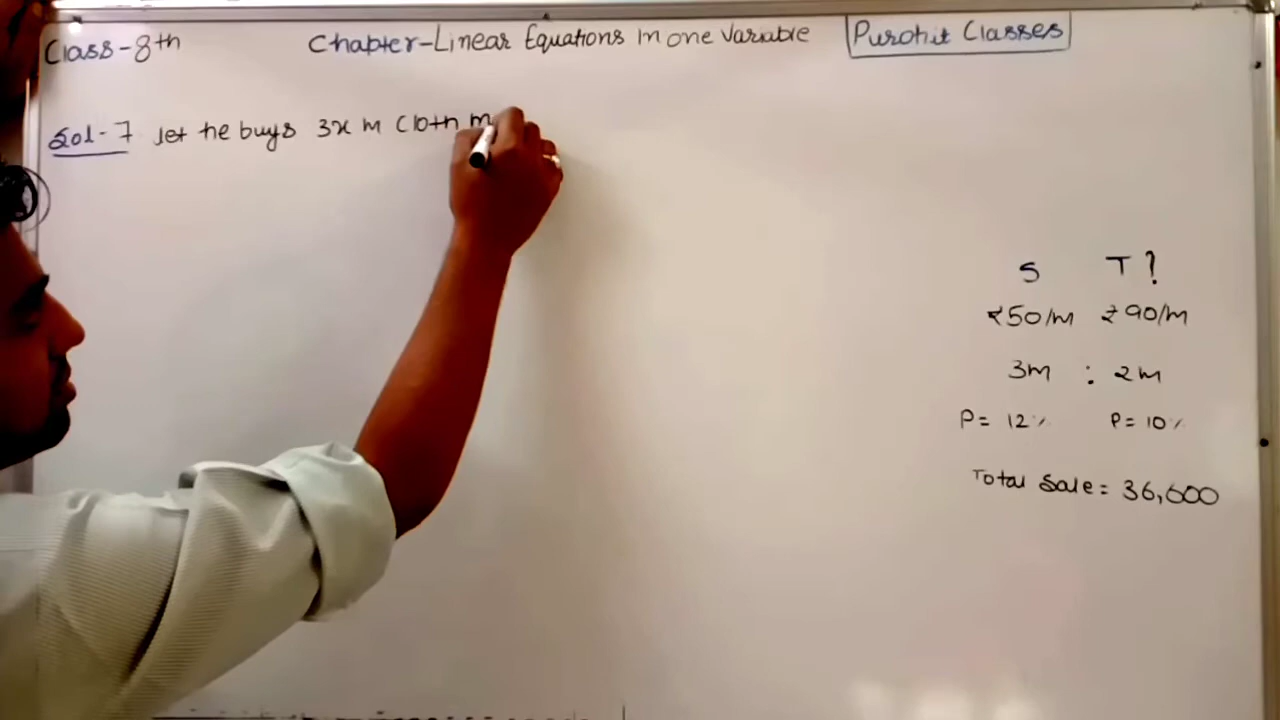 Class-8th Chapter-Linear Equations in one variable Purohit Classes
Sol-7 let he buys 3x m cloth m
S T ?
₹50/m ₹90/m
3m : 2m
P= 12% P= 10%
Total Sale = 36,600